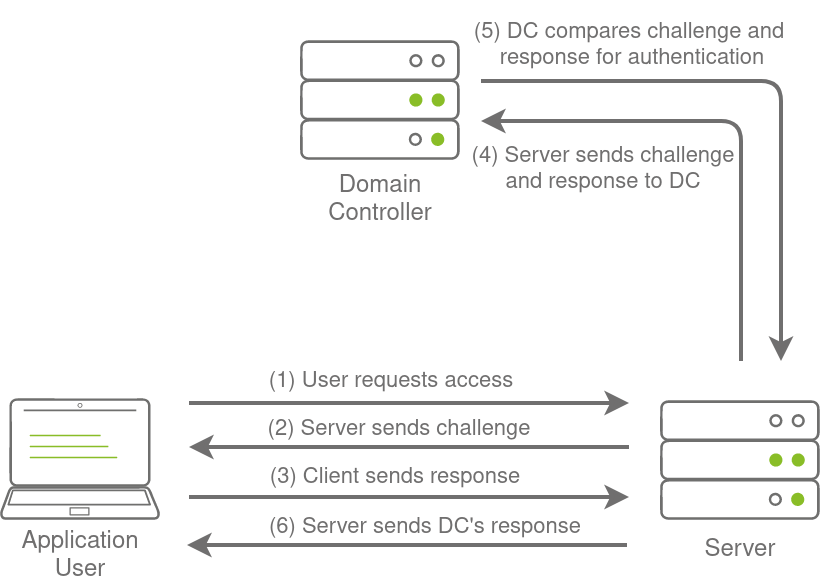 (5) DC compares challenge and
response for authentication
(4) Server sends challenge
and response to DC
Domain
Controller
(1) User requests access
(2) Server sends challenge
(3) Client sends response
(6) Server sends DC's response
Application
User
Server